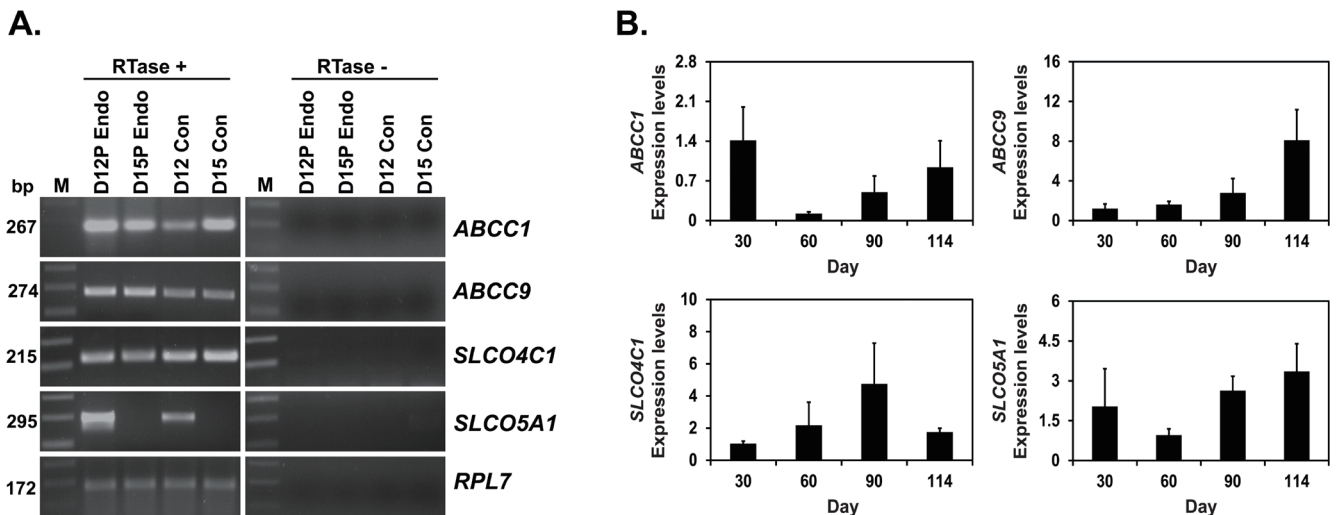 A.
RTase +
RTase -
bp
M
D12P Endo
D15P Endo
D12 Con
D15 Con
M
D12P Endo
D15P Endo
D12 Con
D15 Con
267
ABCC1
274
ABCC9
215
SLCO4C1
295
SLCO5A1
172
RPL7
B.
ABCC1
Expression levels
2.8
2.1
1.4
0.7
0
30 60 90 114
Day
ABCC9
Expression levels
16
12
8
4
0
30 60 90 114
Day
SLCO4C1
Expression levels
10
8
6
4
2
0
30 60 90 114
Day
SLCO5A1
Expression levels
6
4.5
3
1.5
0
30 60 90 114
Day